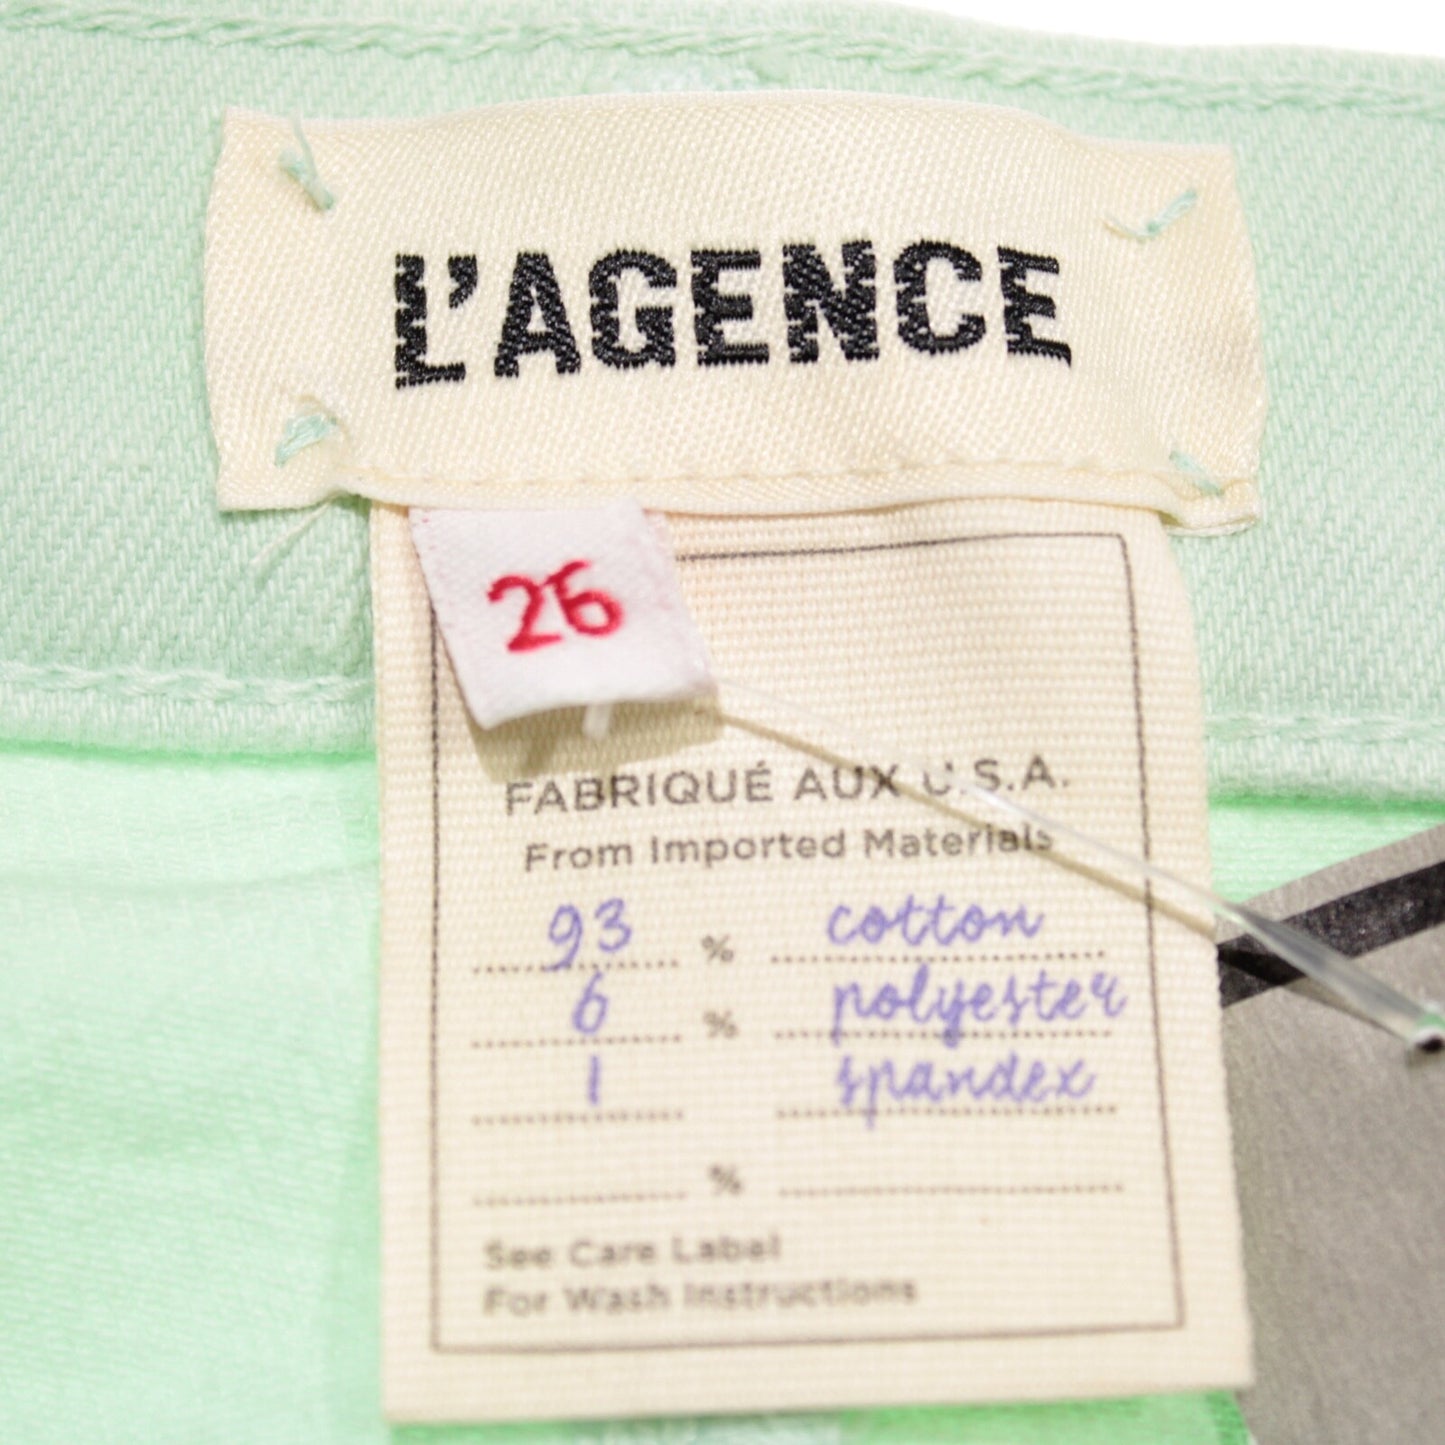 L'AGENCE
26
FABRIQUÉ AUX U.S.A.
From Imported Materials
93 % cotton
6 % polyester
1 spandex
%
See Care Label
For Wash Instructions